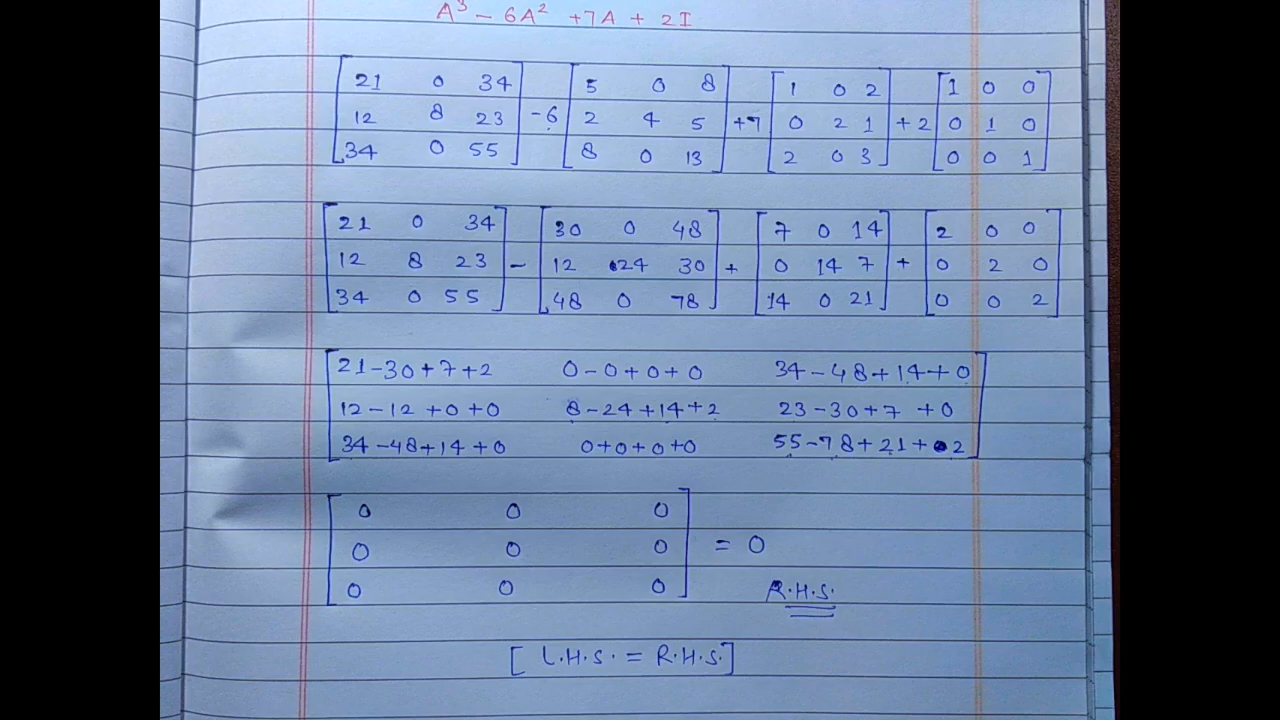 A³ - 6A² + 7A + 2I
[21 0 34] - 6 [5 0 8] + 7 [1 0 2] + 2 [1 0 0]
[12 8 23] [2 4 5] [0 2 1] [0 1 0]
[34 0 55] [8 0 13] [2 0 3] [0 0 1]
[21 0 34] - [30 0 48] + [7 0 14] + [2 0 0]
[12 8 23] [12 24 30] [0 14 7] [0 2 0]
[34 0 55] [48 0 78] [14 0 21] [0 0 2]
[21-30+7+2 0-0+0+0 34-48+14+0]
[12-12+0+0 8-24+14+2 23-30+7+0]
[34-48+14+0 0+0+0+0 55-78+21+2]
[0 0 0]
[0 0 0] = 0
[0 0 0] R.H.S.
[L.H.S. = R.H.S.]